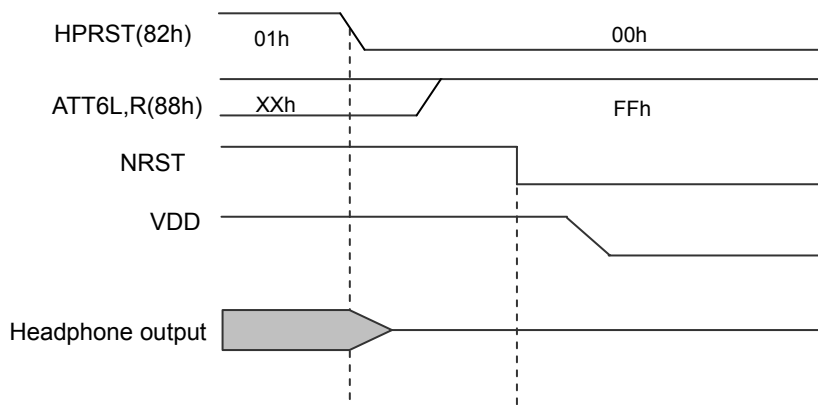 HPRST(82h) 01h 00h
ATT6L,R(88h) XXh FFh
NRST
VDD
Headphone output